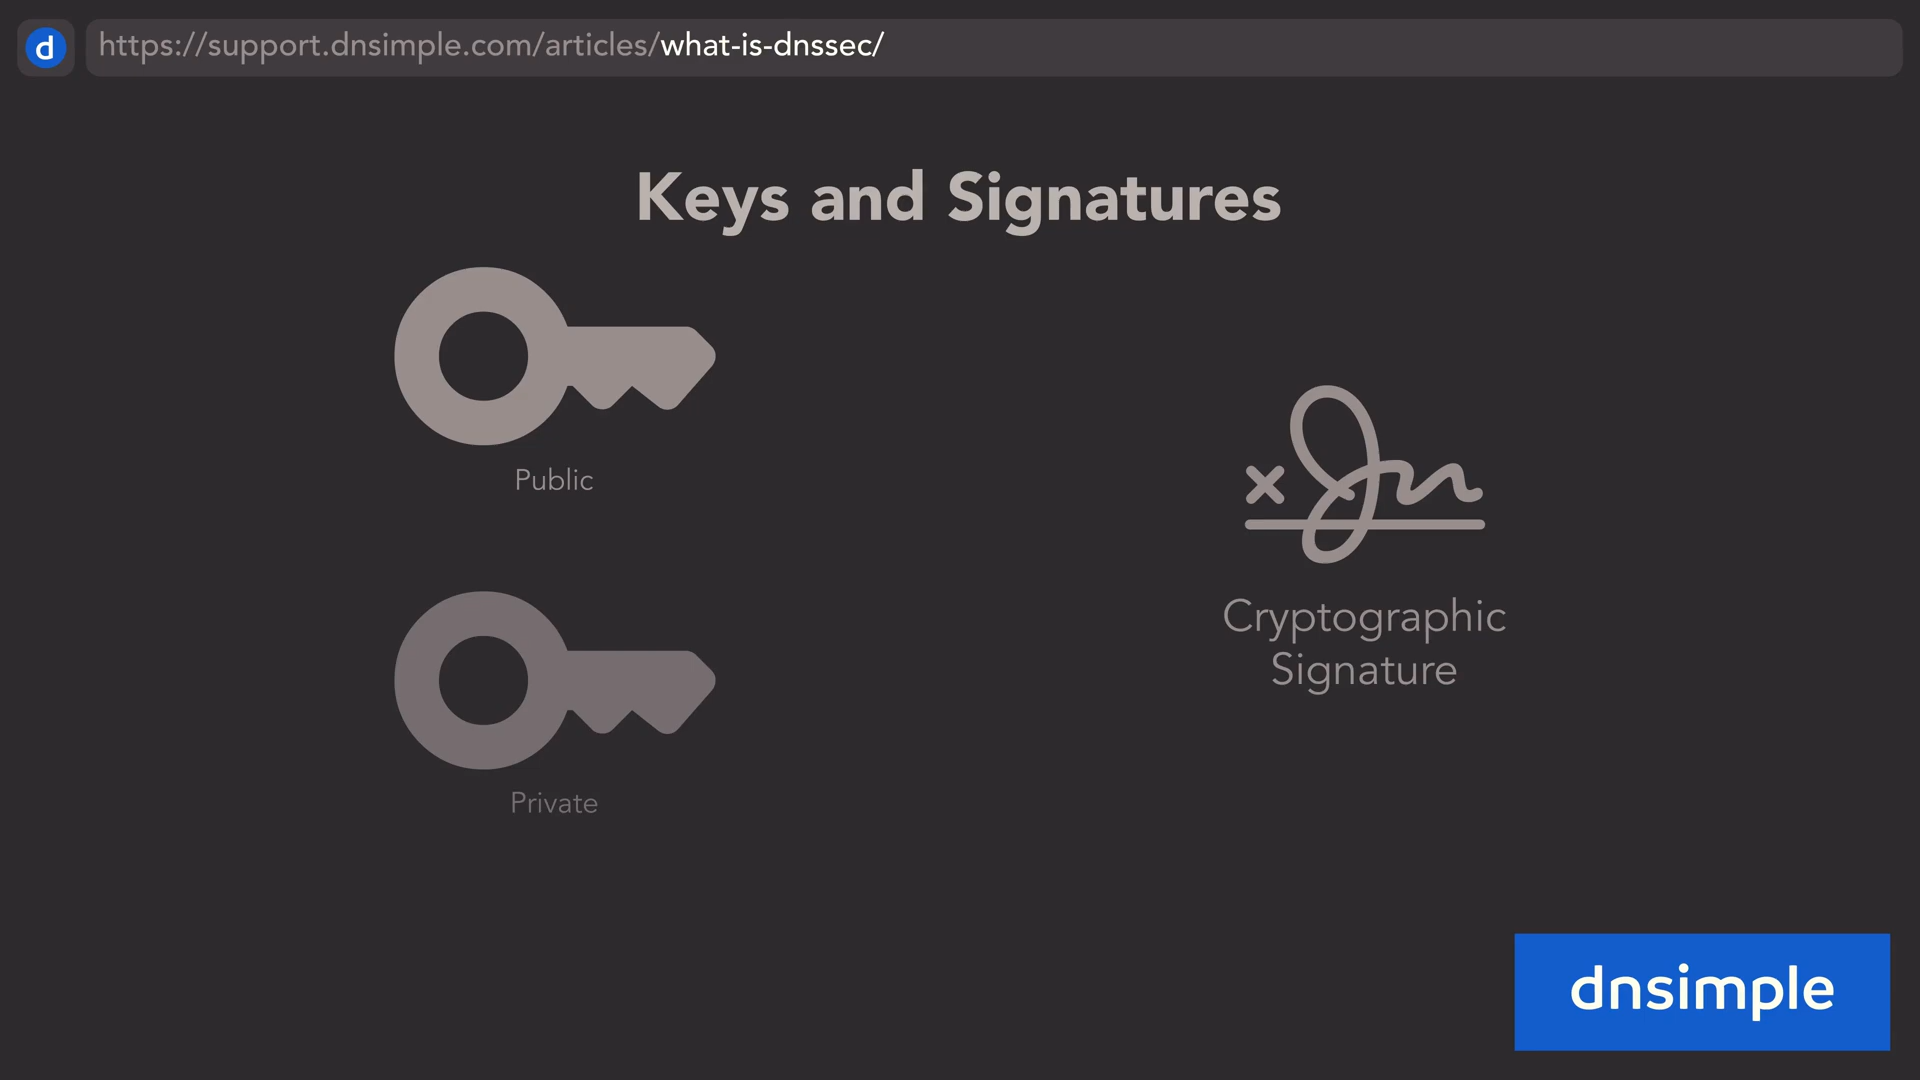 d
https://support.dnsimple.com/articles/what-is-dnssec/
Keys and Signatures
Public
Private
x
Cryptographic
Signature
dnsimple